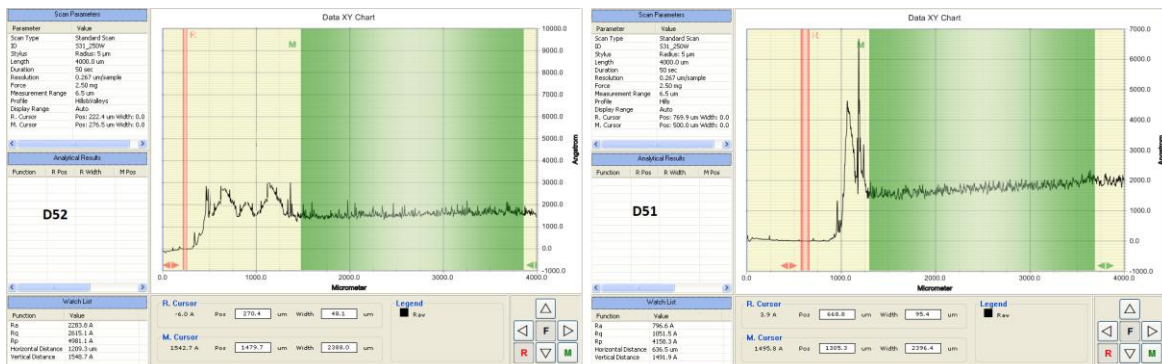 Scan Parameters
Parameter Value
Scan Type Standard Scan
ID S31_250W
Stylus Radius: 5 µm
Length 4000.0 um
Duration 50 sec
Resolution 0.267 um/sample
Force 2.50 mg
Measurement Range 6.5 um
Profile Hills&Valleys
Display Range Auto
R. Cursor Pos: 222.4 um Width: 0.0
M. Cursor Pos: 276.5 um Width: 0.0
Analytical Results
Function R Pos R Width M Pos
D52
Watch List
Function Value
Ra 2283.8 A
Rq 2615.1 A
Rp 4981.1 A
Horizontal Distance 1209.3 um
Vertical Distance 1548.7 A
Data XY Chart
R
M
10000.0
9000.0
8000.0
7000.0
6000.0
5000.0
4000.0
3000.0
2000.0
1000.0
0.0
-1000.0
Angstrom
0.0 1000.0 2000.0 3000.0 4000.0
Micrometer
R. Cursor
-6.0 A Pos 270.4 um Width 48.1 um
M. Cursor
1542.7 A Pos 1479.7 um Width 2388.0 um
Legend
Raw
F
R M
Scan Parameters
Parameter Value
Scan Type Standard Scan
ID S31_250W
Stylus Radius: 5 µm
Length 4000.0 um
Duration 50 sec
Resolution 0.267 um/sample
Force 2.50 mg
Measurement Range 6.5 um
Profile Hills
Display Range Auto
R. Cursor Pos: 769.9 um Width: 0.0
M. Cursor Pos: 500.0 um Width: 0.0
Analytical Results
Function R Pos R Width M Pos
D51
Watch List
Function Value
Ra 796.6 A
Rq 1051.5 A
Rp 4158.3 A
Horizontal Distance 636.5 um
Vertical Distance 1491.9 A
Data XY Chart
R
M
7000.0
6000.0
5000.0
4000.0
3000.0
2000.0
1000.0
0.0
-1000.0
Angstrom
0.0 1000.0 2000.0 3000.0 4000.0
Micrometer
R. Cursor
3.9 A Pos 668.8 um Width 95.4 um
M. Cursor
1495.8 A Pos 1305.3 um Width 2396.4 um
Legend
Raw
F
R M